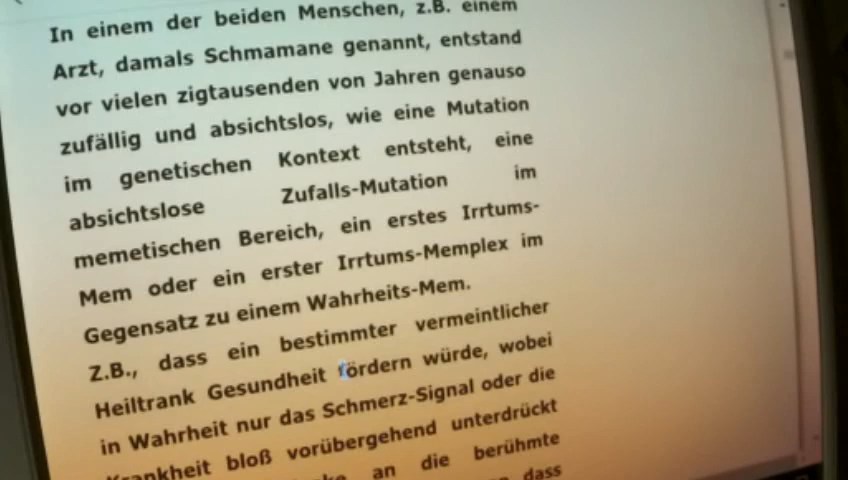 In einem der beiden Menschen, z.B. einem
Arzt, damals Schmamane genannt, entstand
vor vielen zigtausenden von Jahren genauso
zufällig und absichtslos, wie eine Mutation
im genetischen Kontext entsteht, eine
absichtslose Zufalls-Mutation im
memetischen Bereich, ein erstes Irrtums-
Mem oder ein erster Irrtums-Memplex im
Gegensatz zu einem Wahrheits-Mem.
Z.B., dass ein bestimmter vermeintlicher
Heiltrank Gesundheit fördern würde, wobei
in Wahrheit nur das Schmerz-Signal oder die
Krankheit bloß vorübergehend unterdrückt
an die berühmte
dass